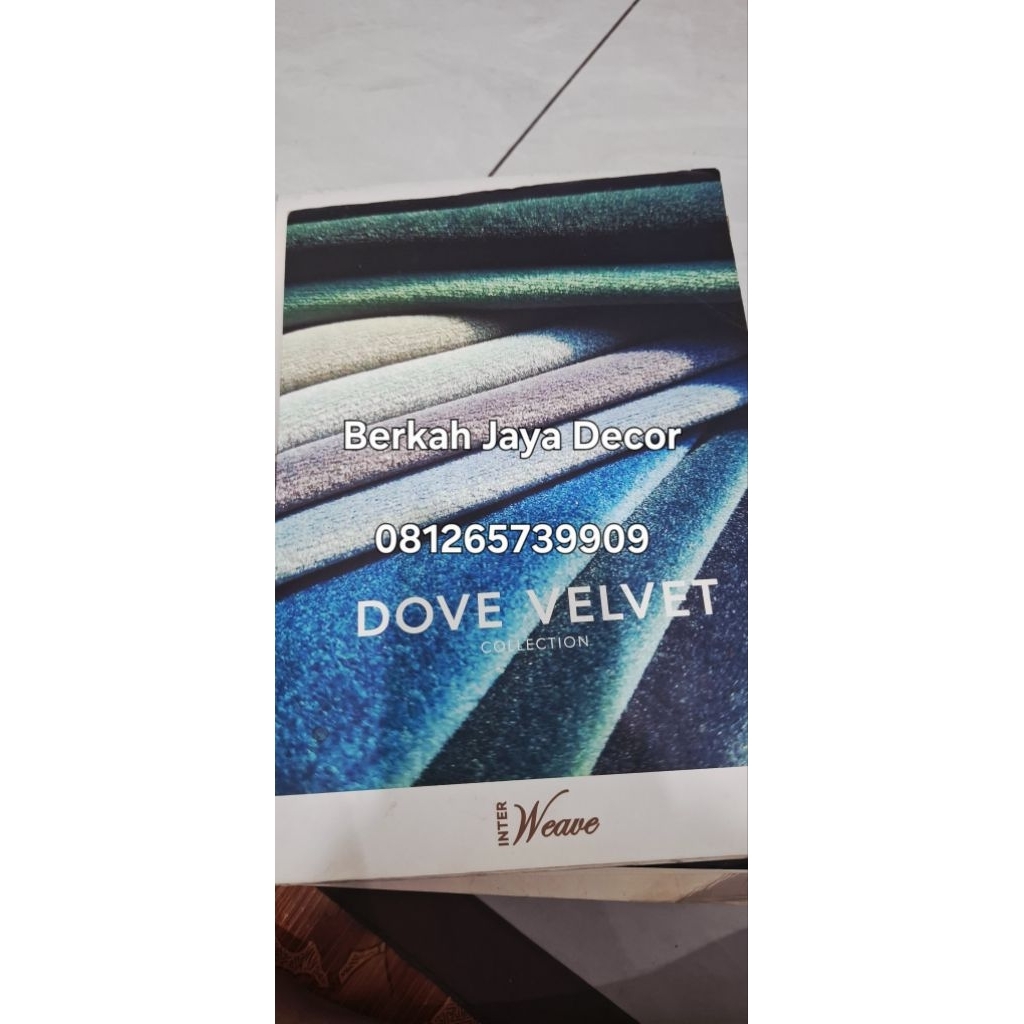 Berkah Jaya Decor
081265739909
DOVE VELVET
COLLECTION
INTER Weave